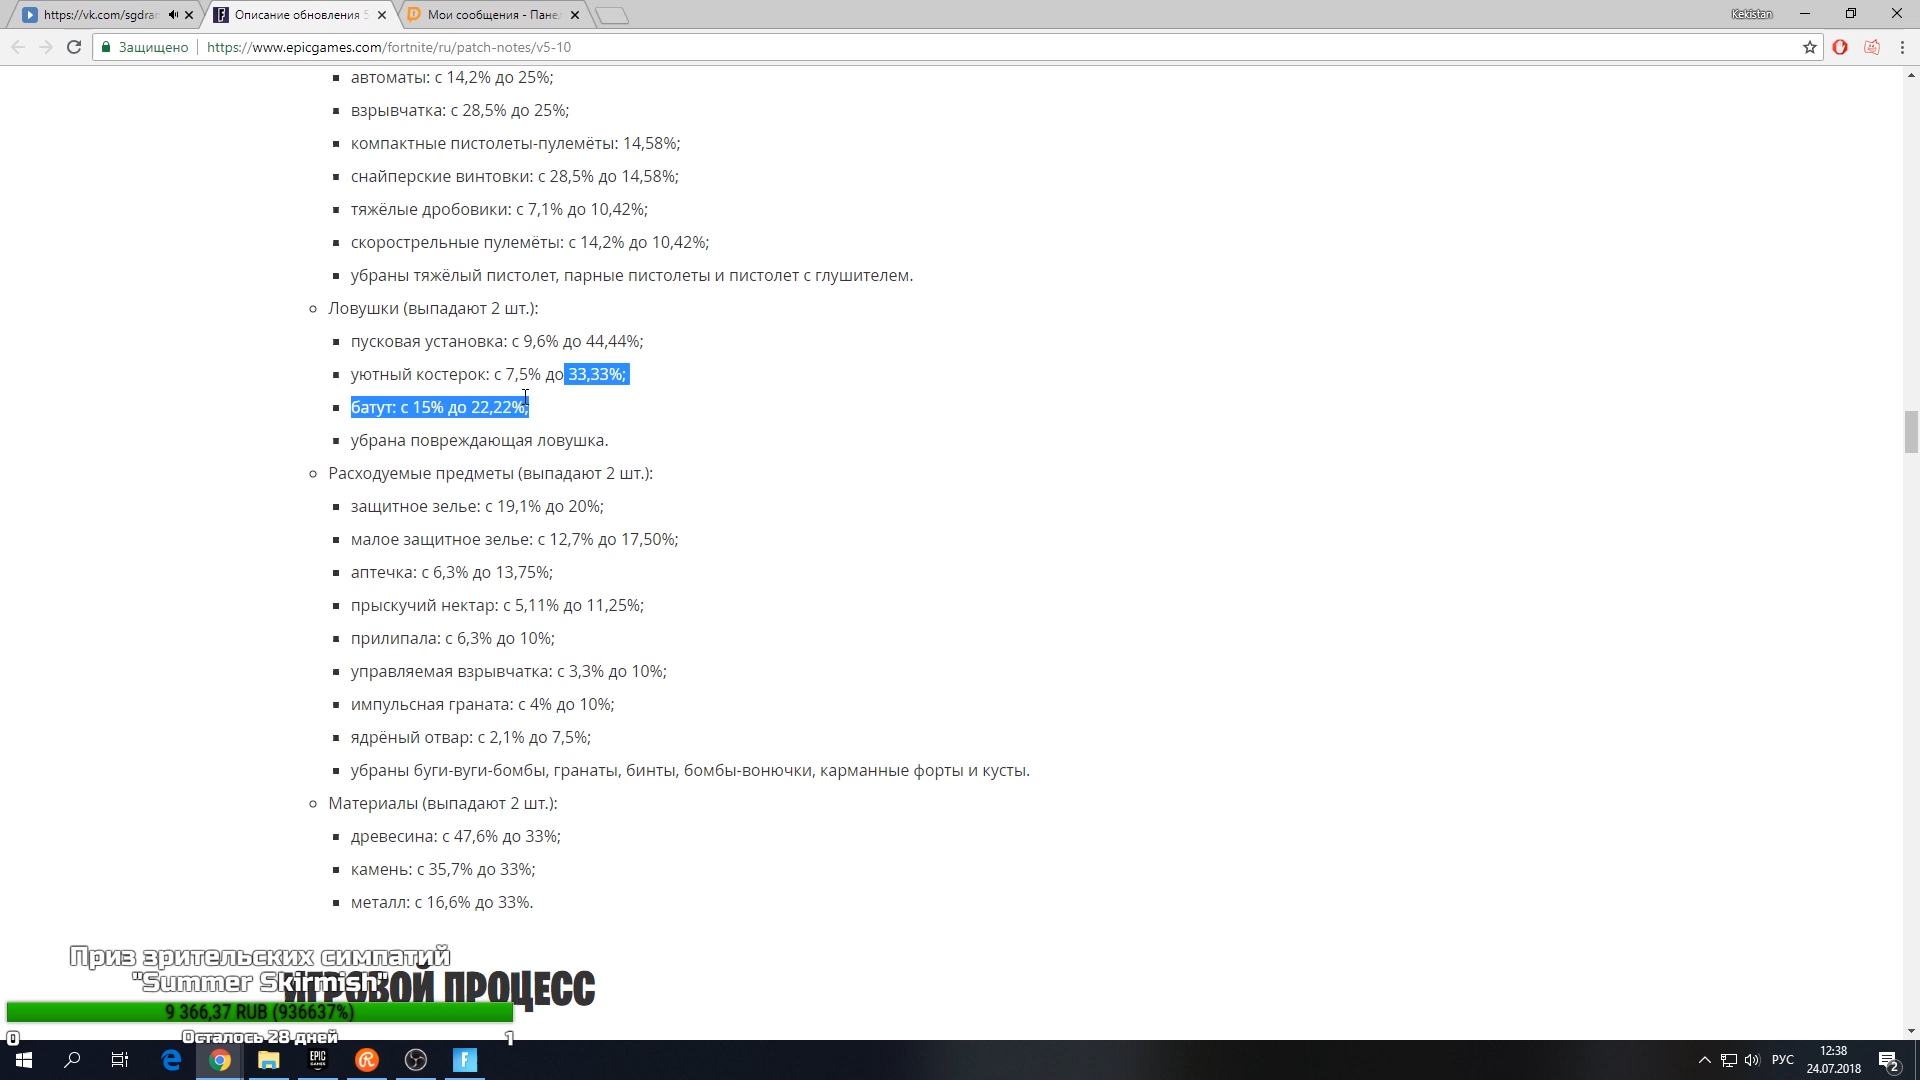 https://vk.com/sgdran
Описание обновления 5
Мои сообщения - Пане
Kekistan
Защищено
https://www.epicgames.com/fortnite/ru/patch-notes/v5-10
автоматы: с 14,2% до 25%;
взрывчатка: с 28,5% до 25%;
компактные пистолеты-пулемёты: 14,58%;
снайперские винтовки: с 28,5% до 14,58%;
тяжёлые дробовики: с 7,1% до 10,42%;
скорострельные пулемёты: с 14,2% до 10,42%;
убраны тяжёлый пистолет, парные пистолеты и пистолет с глушителем.
Ловушки (выпадают 2 шт.):
пусковая установка: с 9,6% до 44,44%;
уютный костерок: с 7,5% до 33,33%;
батут: с 15% до 22,22%;
убрана повреждающая ловушка.
Расходуемые предметы (выпадают 2 шт.):
защитное зелье: с 19,1% до 20%;
малое защитное зелье: с 12,7% до 17,50%;
аптечка: с 6,3% до 13,75%;
прыскучий нектар: с 5,11% до 11,25%;
прилипала: с 6,3% до 10%;
управляемая взрывчатка: с 3,3% до 10%;
импульсная граната: с 4% до 10%;
ядрёный отвар: с 2,1% до 7,5%;
убраны буги-вуги-бомбы, гранаты, бинты, бомбы-вонючки, карманные форты и кусты.
Материалы (выпадают 2 шт.):
древесина: с 47,6% до 33%;
камень: с 35,7% до 33%;
металл: с 16,6% до 33%.
Приз зрительских симпатий
"Summer Skirmish"
ИГРОВОЙ ПРОЦЕСС
9 366,37 RUB (936637%)
0 Осталось 28 дней 1
EPIC GAMES
РУС
12:38
24.07.2018
2